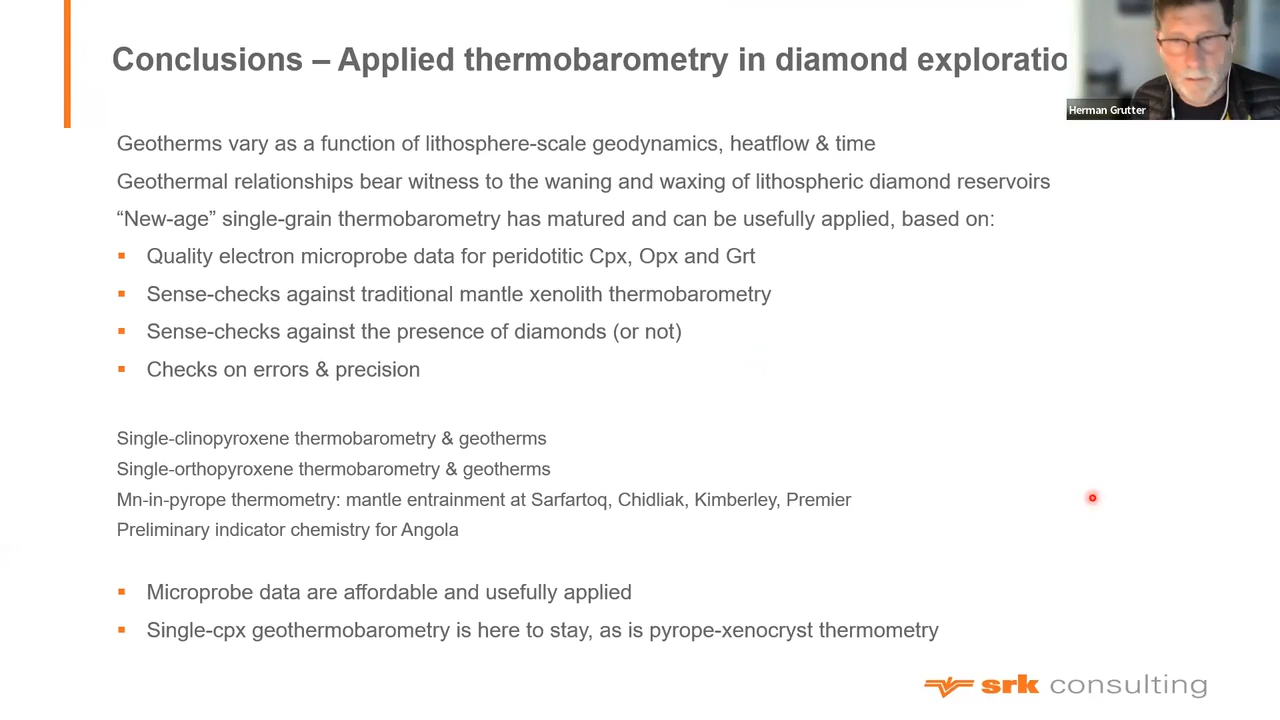 Conclusions – Applied thermobarometry in diamond exploratio
Herman Grutter
Geotherms vary as a function of lithosphere-scale geodynamics, heatflow & time
Geothermal relationships bear witness to the waning and waxing of lithospheric diamond reservoirs
“New-age” single-grain thermobarometry has matured and can be usefully applied, based on:
Quality electron microprobe data for peridotitic Cpx, Opx and Grt
Sense-checks against traditional mantle xenolith thermobarometry
Sense-checks against the presence of diamonds (or not)
Checks on errors & precision
Single-clinopyroxene thermobarometry & geotherms
Single-orthopyroxene thermobarometry & geotherms
Mn-in-pyrope thermometry: mantle entrainment at Sarfartoq, Chidliak, Kimberley, Premier
Preliminary indicator chemistry for Angola
Microprobe data are affordable and usefully applied
Single-cpx geothermobarometry is here to stay, as is pyrope-xenocryst thermometry
srk consulting